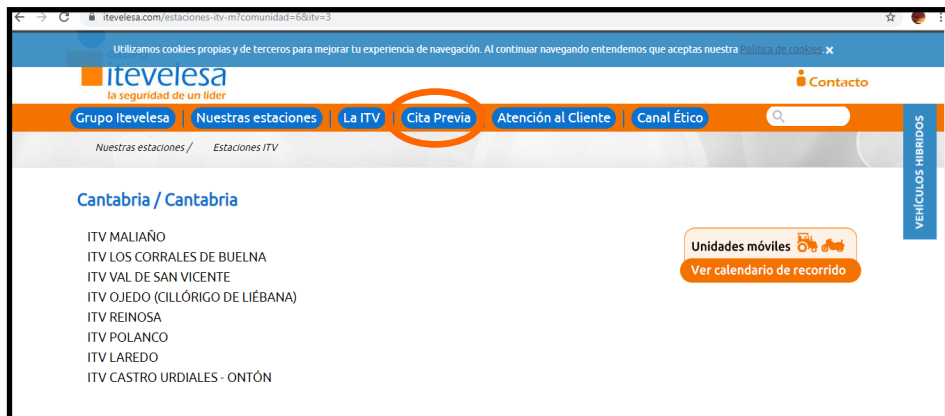 itevelesa.com/estaciones-itv-m?comunidad=6&itv=3
Utilizamos cookies propias y de terceros para mejorar tu experiencia de navegación. Al continuar navegando entendemos que aceptas nuestra Política de cookies. x
GRUPO
itevelesa
la seguridad de un líder
Contacto
Grupo Itevelesa | Nuestras estaciones | La ITV | Cita Previa | Atención al Cliente | Canal Ético
Nuestras estaciones / Estaciones ITV
VEHÍCULOS HIBRIDOS
Cantabria / Cantabria
ITV MALIAÑO
ITV LOS CORRALES DE BUELNA
ITV VAL DE SAN VICENTE
ITV OJEDO (CILLÓRIGO DE LIÉBANA)
ITV REINOSA
ITV POLANCO
ITV LAREDO
ITV CASTRO URDIALES - ONTÓN
Unidades móviles
Ver calendario de recorrido